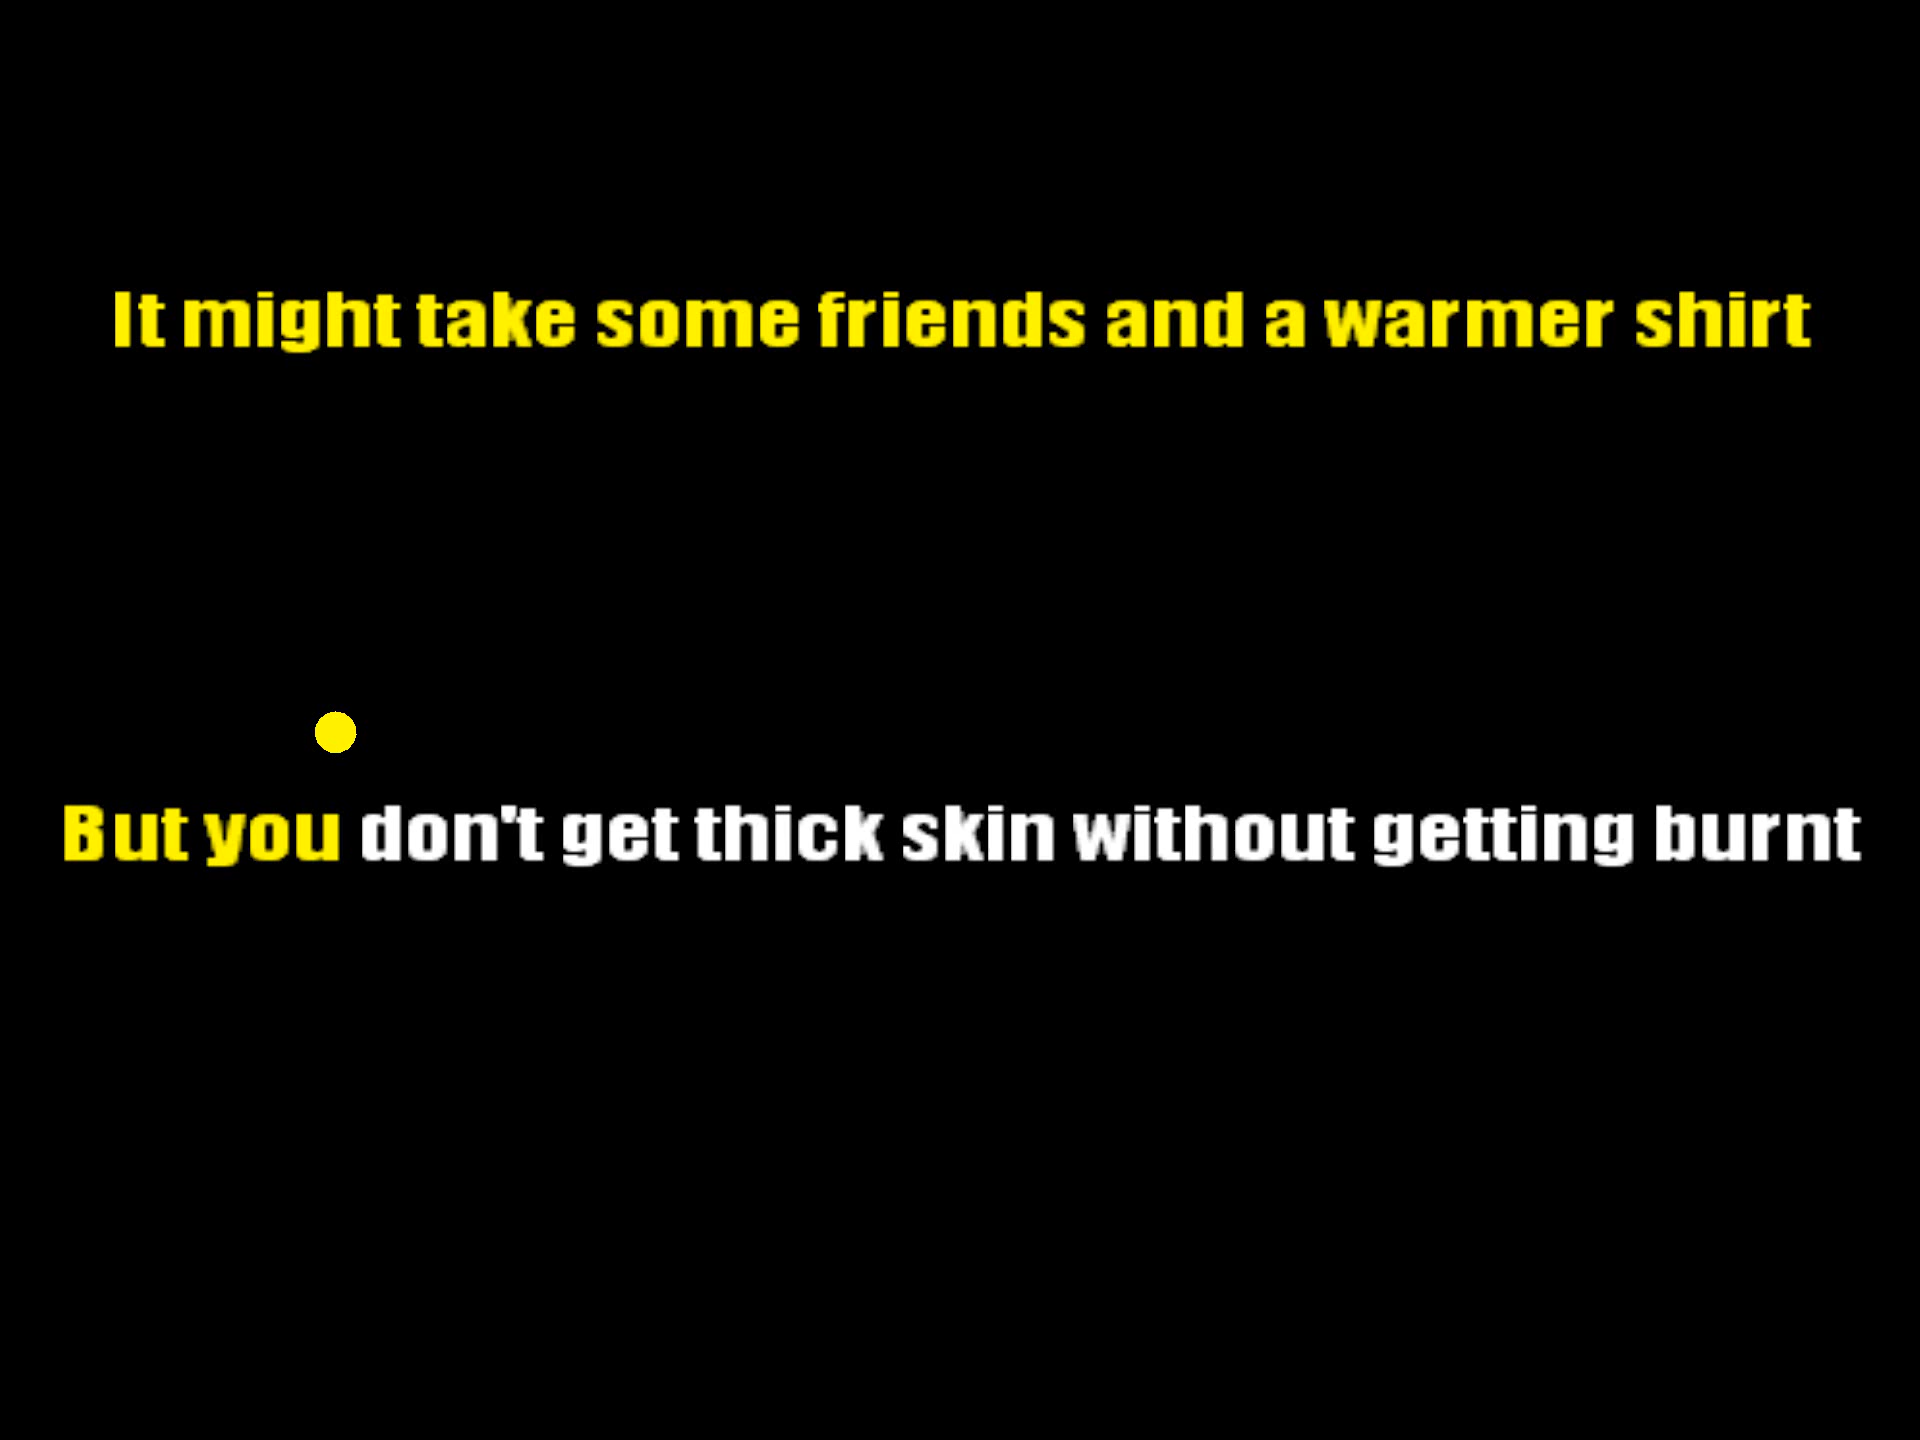 It might take some friends and a warmer shirt
But you don't get thick skin without getting burnt